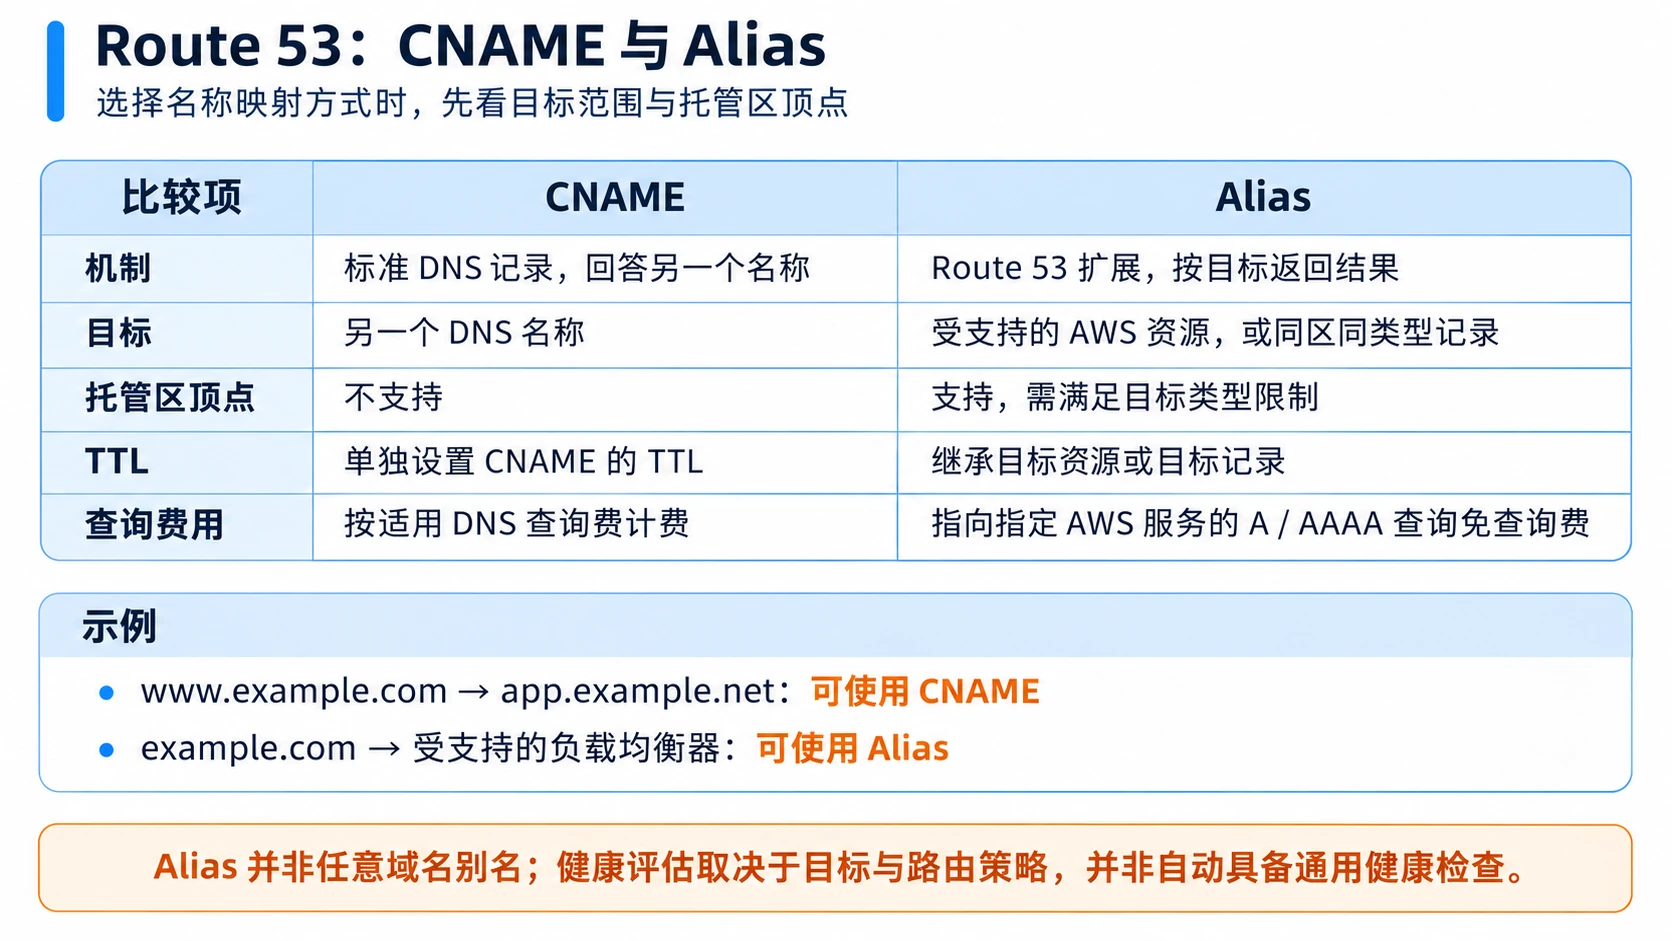 Route 53：CNAME 与 Alias
选择名称映射方式时，先看目标范围与托管区顶点
比较项 CNAME Alias
机制 标准 DNS 记录，回答另一个名称 Route 53 扩展，按目标返回结果
目标 另一个 DNS 名称 受支持的 AWS 资源，或同区同类型记录
托管区顶点 不支持 支持，需满足目标类型限制
TTL 单独设置 CNAME 的 TTL 继承目标资源或目标记录
查询费用 按适用 DNS 查询费计费 指向指定 AWS 服务的 A / AAAA 查询免查询费
示例
• www.example.com → app.example.net：可使用 CNAME
• example.com → 受支持的负载均衡器：可使用 Alias
Alias 并非任意域名别名；健康评估取决于目标与路由策略，并非自动具备通用健康检查。